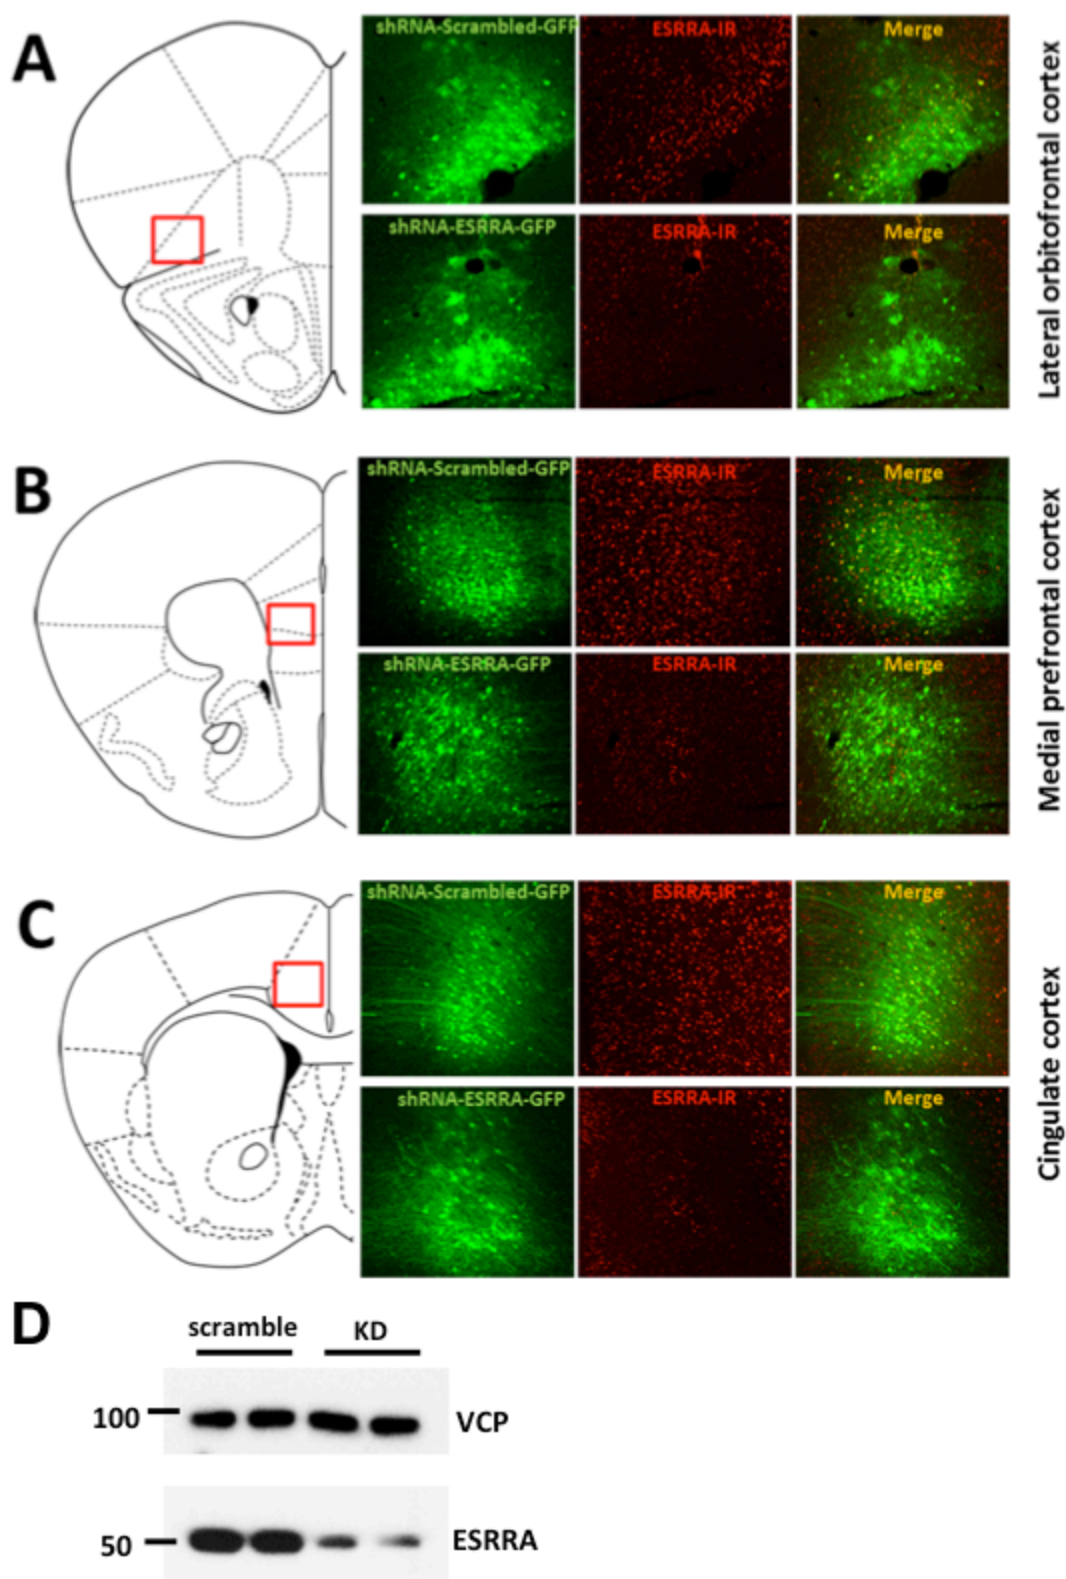 A
shRNA-Scrambled-GFP
ESRRA-IR
Merge
shRNA-ESRRA-GFP
ESRRA-IR
Merge
Lateral orbitofrontal cortex
B
shRNA-Scrambled-GFP
ESRRA-IR
Merge
shRNA-ESRRA-GFP
ESRRA-IR
Merge
Medial prefrontal cortex
C
shRNA-Scrambled-GFP
ESRRA-IR
Merge
shRNA-ESRRA-GFP
ESRRA-IR
Merge
Cingulate cortex
D
scramble
KD
100
VCP
50
ESRRA